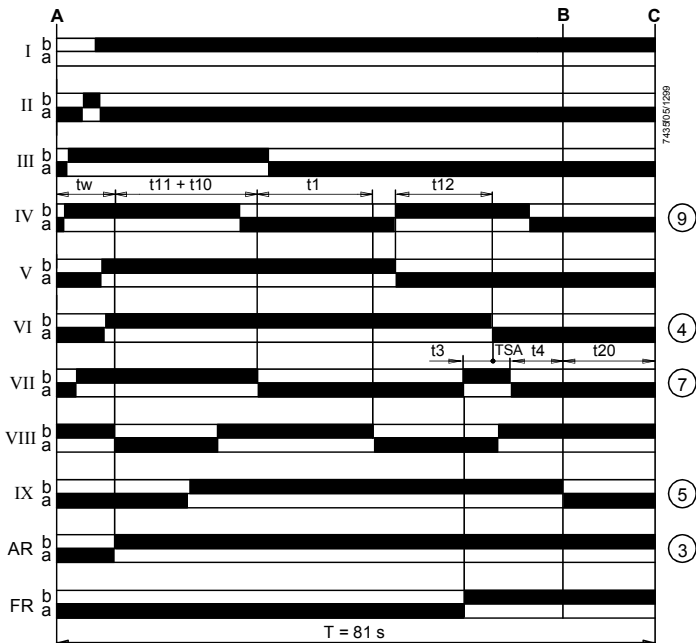 A B C
I b
a
II b
a
7435f05/1299
III b
a
tw t11 + t10 t1 t12
IV b
a
9
V b
a
VI b
a
4
t3 TSA t4 t20
VII b
a
7
VIII b
a
IX b
a
5
AR b
a
3
FR b
a
T = 81 s